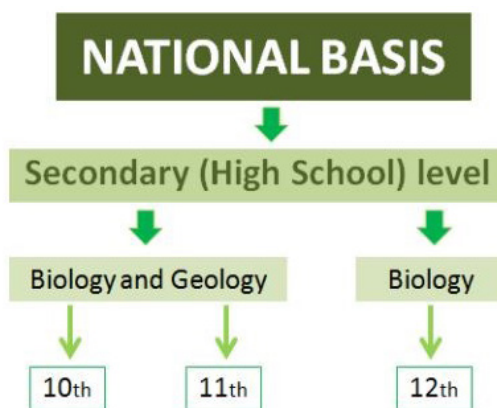 NATIONAL BASIS
Secondary (High School) level
Biology and Geology
Biology
10th
11th
12th